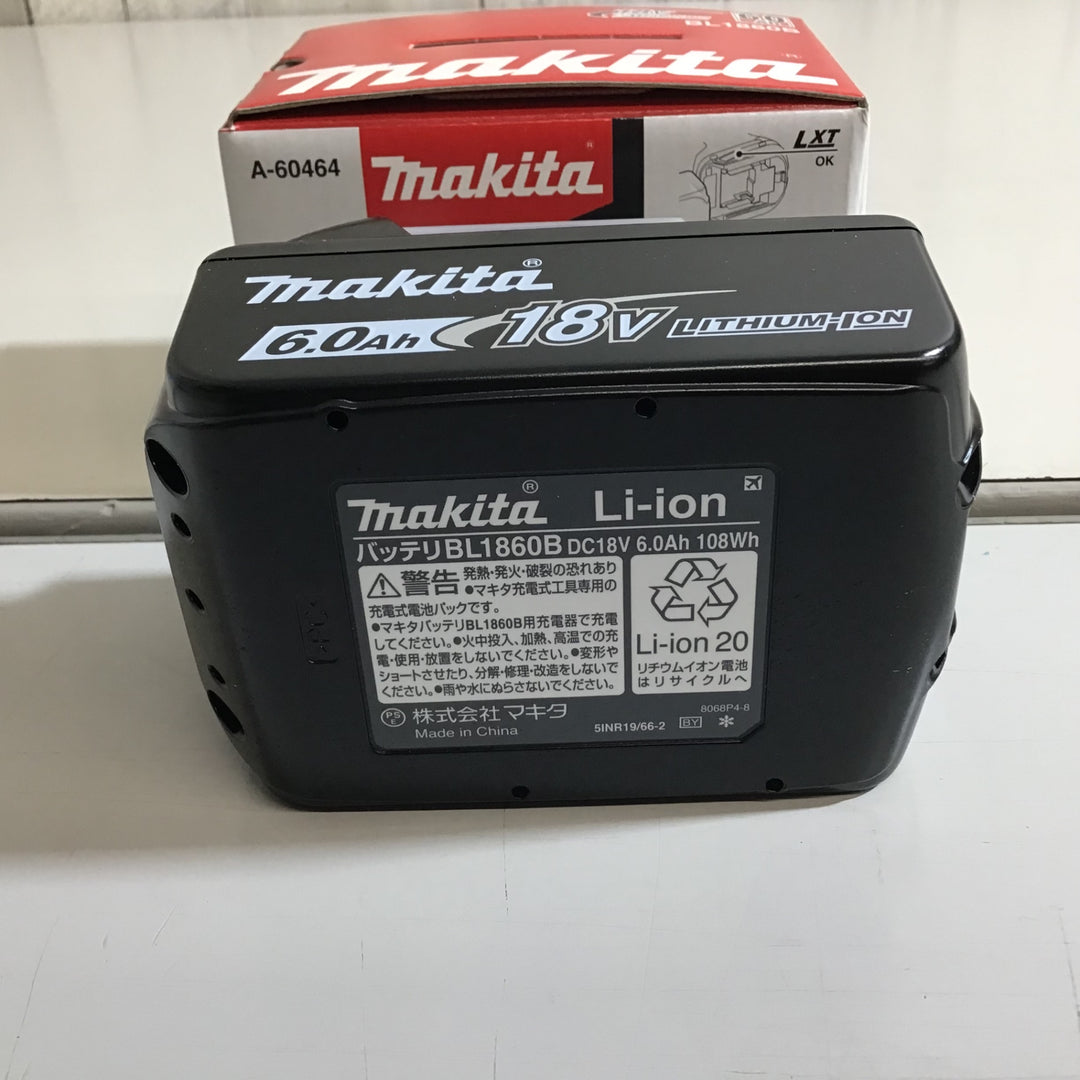 BL1860B
makita
A-60464
makita®
LXT
OK
makita®
6.0Ah 18V LITHIUM-ION
makita® Li-ion
バッテリBL1860B DC18V 6.0Ah 108Wh
警告 発熱・発火・破裂の恐れあり
●マキタ充電式工具専用の
充電式電池パックです。
●マキタバッテリBL1860B用充電器で充電
してください。●火中投入、加熱、高温での充
電・使用・放置をしないでください。●変形や
ショートさせたり、分解・修理・改造をしないで
ください。●雨や水にぬらさないでください。
Li-ion 20
リチウムイオン電池
はリサイクルへ
8068P4-8
PSE 株式会社マキタ
Made in China
5INR19/66-2 BY